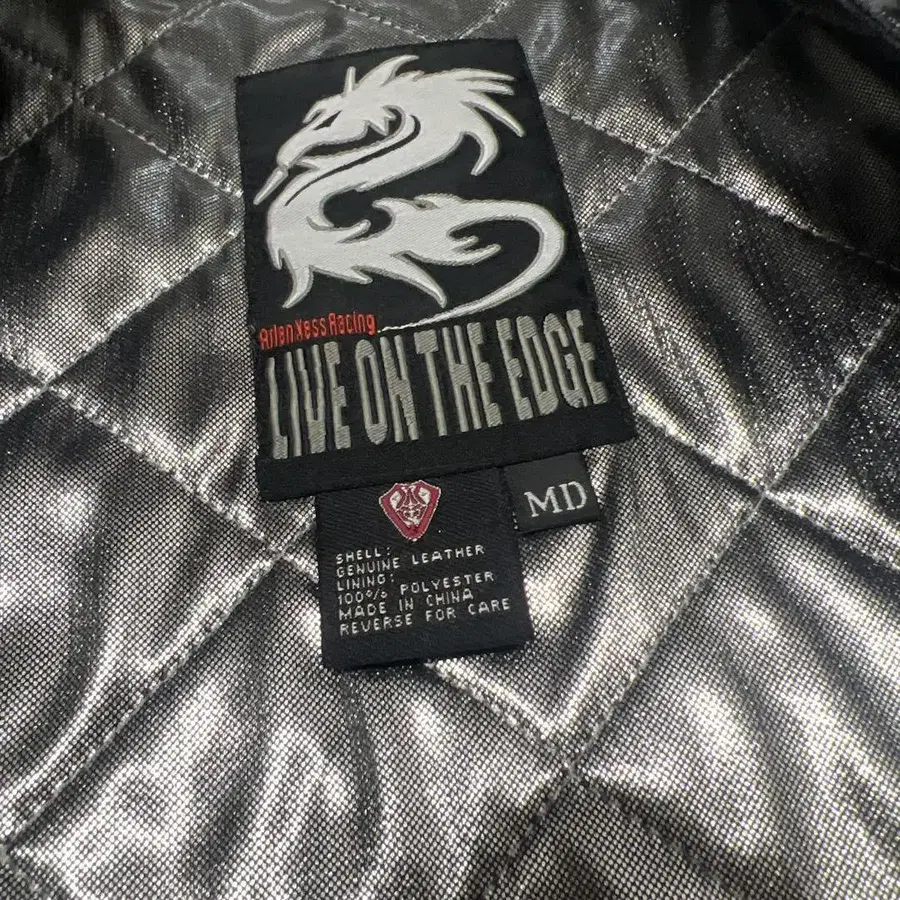 Arlen Ness Racing
LIVE ON THE EDGE
MD
SHELL:
GENUINE LEATHER
LINING:
100% POLYESTER
MADE IN CHINA
REVERSE FOR CARE